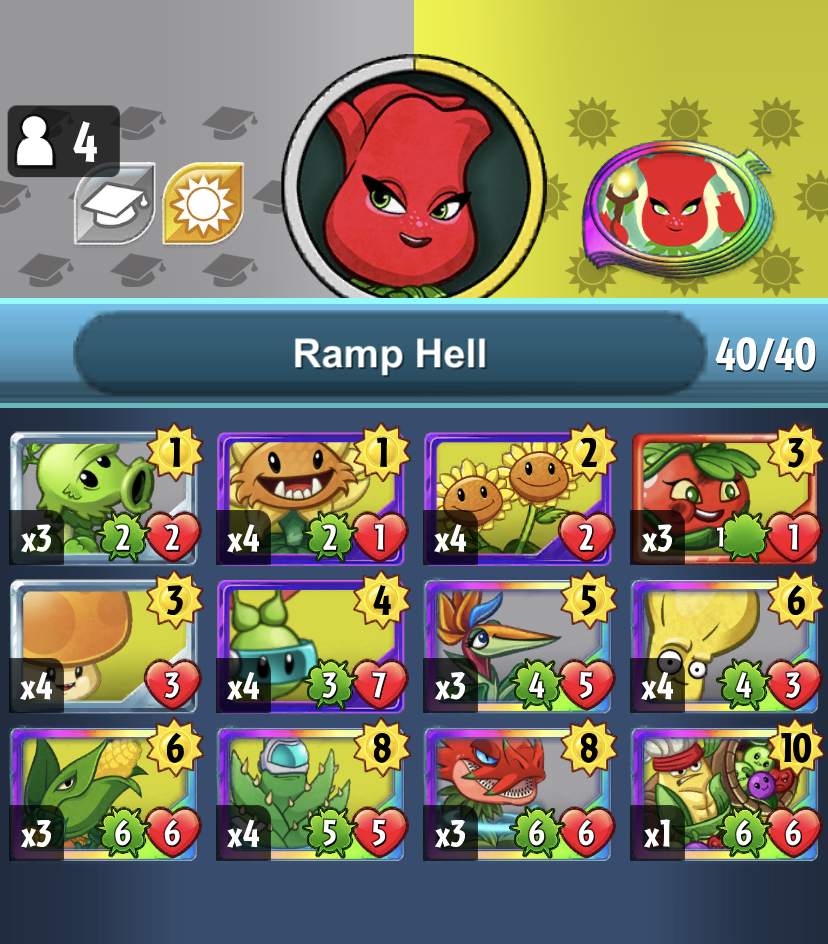 4
Ramp Hell 40/40
1 1 2 3
x3 2 2 x4 2 1 x4 2 x3 1 1
3 4 5 6
x4 3 x4 3 7 x3 4 5 x4 4 3
6 8 8 10
x3 6 6 x4 5 5 x3 6 6 x1 6 6